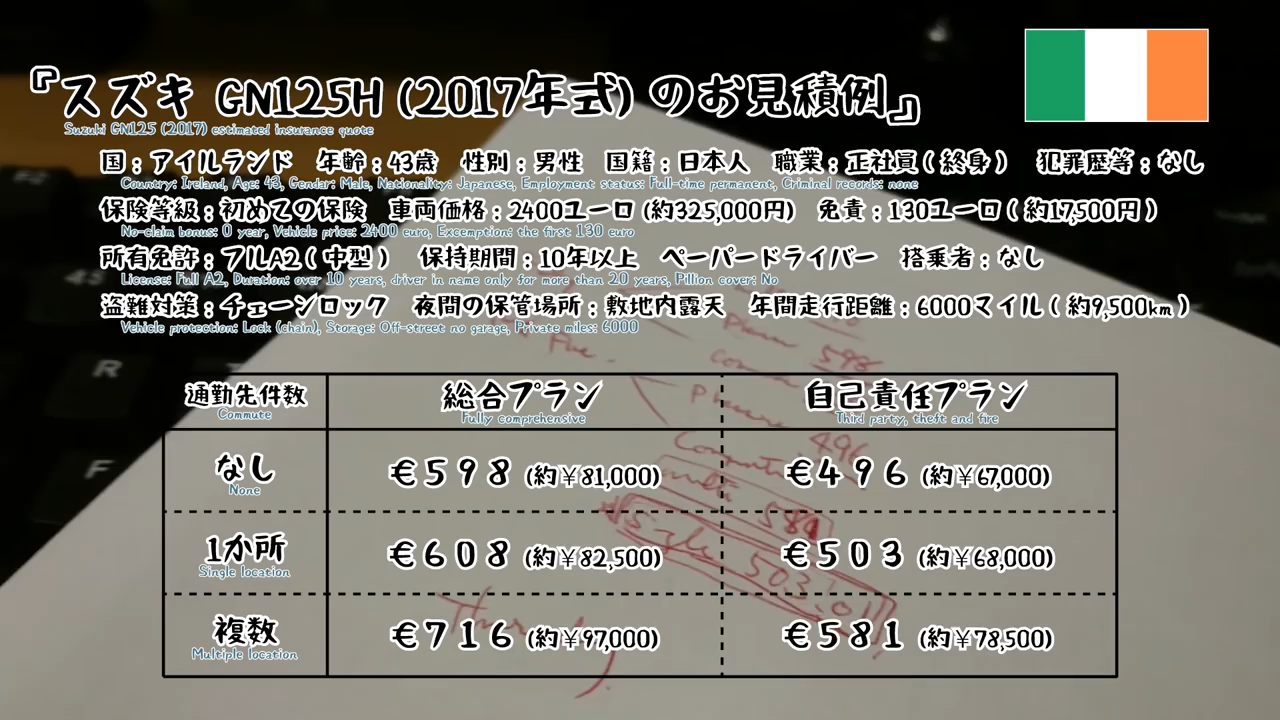 『スズキ GN125H (2017年式) のお見積例』
Suzuki GN125 (2017) estimated insurance quote
国：アイルランド 年齢：43歳 性別：男性 国籍：日本人 職業：正社員（終身） 犯罪歴等：なし
Country: Ireland, Age: 43, Gendar: Male, Nationality: Japanese, Employment status: Full-time permanent, Criminal records: none
保険等級：初めての保険 車両価格：2400ユーロ (約325,000円) 免責：130ユーロ（約17,500円）
No-claim bonus: 0 year, Vehicle price: 2400 euro, Excemption: the first 130 euro
所有免許：フルA2（中型） 保持期間：10年以上 ペーパードライバー 搭乗者：なし
License: Full A2, Duration: over 10 years, driver in name only for more than 20 years, Pillion cover: No
盗難対策：チェーンロック 夜間の保管場所：敷地内露天 年間走行距離：6000マイル（約9,500km）
Vehicle protection: Lock (chain), Storage: Off-street no garage, Private miles: 6000
通勤先件数 総合プラン 自己責任プラン
Commute Fully comprehensive Third party, theft and fire
なし €598 (約￥81,000) €496 (約￥67,000)
None
1か所 €608 (約￥82,500) €503 (約￥68,000)
Single location
複数 €716 (約￥97,000) €581 (約￥78,500)
Multiple location
598
496
Single 503.01